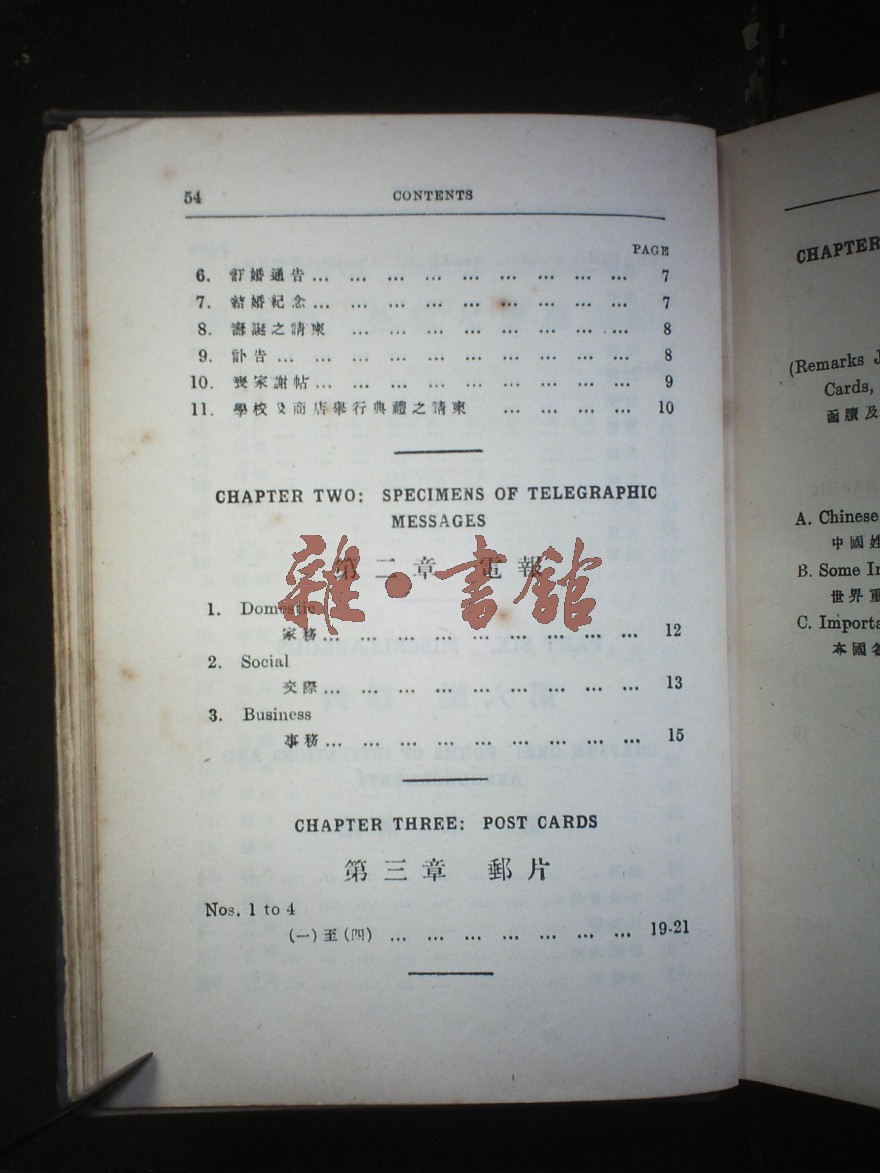 54 CONTENTS
PAGE
6. 訂婚通告... ... ... ... ... ... ... ... ... 7
7. 結婚紀念... ... ... ... ... ... ... ... ... 7
8. 壽誕之請柬 ... ... ... ... ... ... ... ... 8
9. 訃告... ... ... ... ... ... ... ... ... ... 8
10. 喪家謝帖... ... ... ... ... ... ... ... ... 9
11. 學校及商店舉行典禮之請柬 ... ... ... ... 10
CHAPTER TWO: SPECIMENS OF TELEGRAPHIC
MESSAGES
第二章 電報
雜·書館
1. Domestic
家務... ... ... ... ... ... ... ... ... 12
2. Social
交際... ... ... ... ... ... ... ... ... 13
3. Business
事務... ... ... ... ... ... ... ... ... 15
CHAPTER THREE: POST CARDS
第三章 郵片
Nos. 1 to 4
(一)至(四) ... ... ... ... ... ... ... 19-21
CHAPTER
(Remarks
Cards,
函牘及
A. Chinese
中國姓
B. Some
世界重
C.
本國各